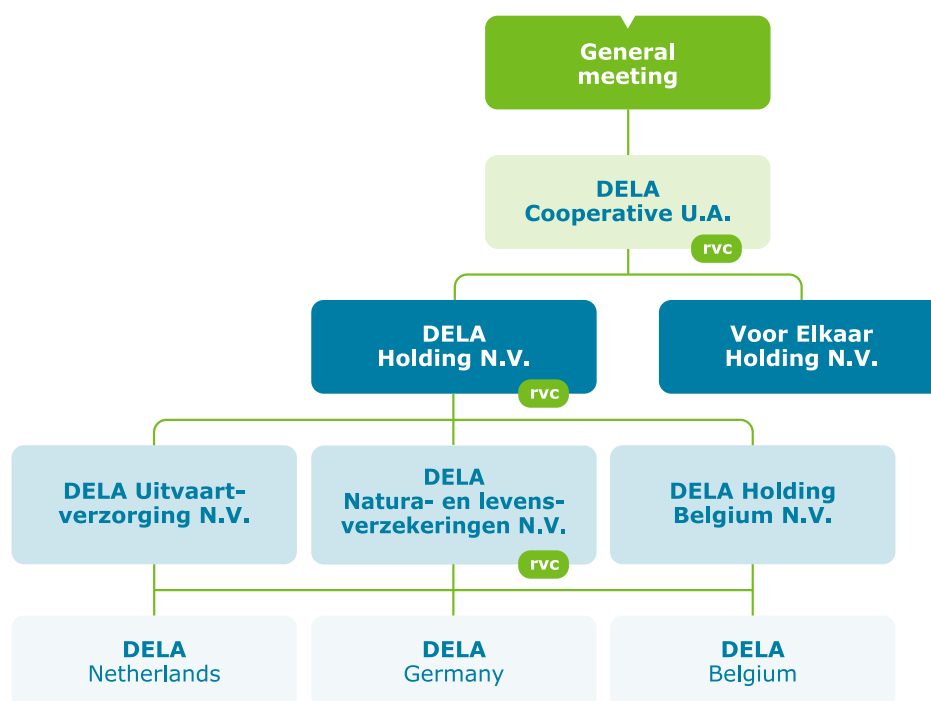 General
meeting
DELA
Cooperative U.A.
rvc
DELA
Holding N.V.
rvc
Voor Elkaar
Holding N.V.
DELA Uitvaart-
verzorging N.V.
DELA
Natura- en levens-
verzekeringen N.V.
rvc
DELA Holding
Belgium N.V.
DELA
Netherlands
DELA
Germany
DELA
Belgium